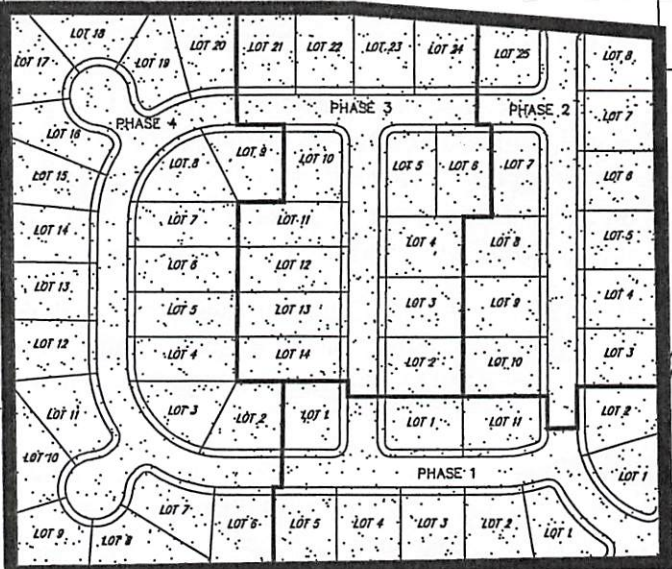 LOT 18
LOT 17
LOT 19
LOT 20
LOT 21
LOT 22
LOT 23
LOT 24
LOT 25
LOT 8
PHASE 4
PHASE 3
PHASE 2
LOT 7
LOT 16
LOT 8
LOT 9
LOT 10
LOT 5
LOT 6
LOT 7
LOT 15
LOT 6
LOT 7
LOT 11
LOT 14
LOT 4
LOT 8
LOT 5
LOT 6
LOT 12
LOT 13
LOT 5
LOT 13
LOT 3
LOT 9
LOT 4
LOT 12
LOT 4
LOT 14
LOT 2
LOT 10
LOT 3
LOT 11
LOT 3
LOT 2
LOT 1
LOT 1
LOT 11
LOT 2
LOT 10
LOT 1
PHASE 1
LOT 9
LOT 8
LOT 7
LOT 6
LOT 5
LOT 4
LOT 3
LOT 2
LOT 1